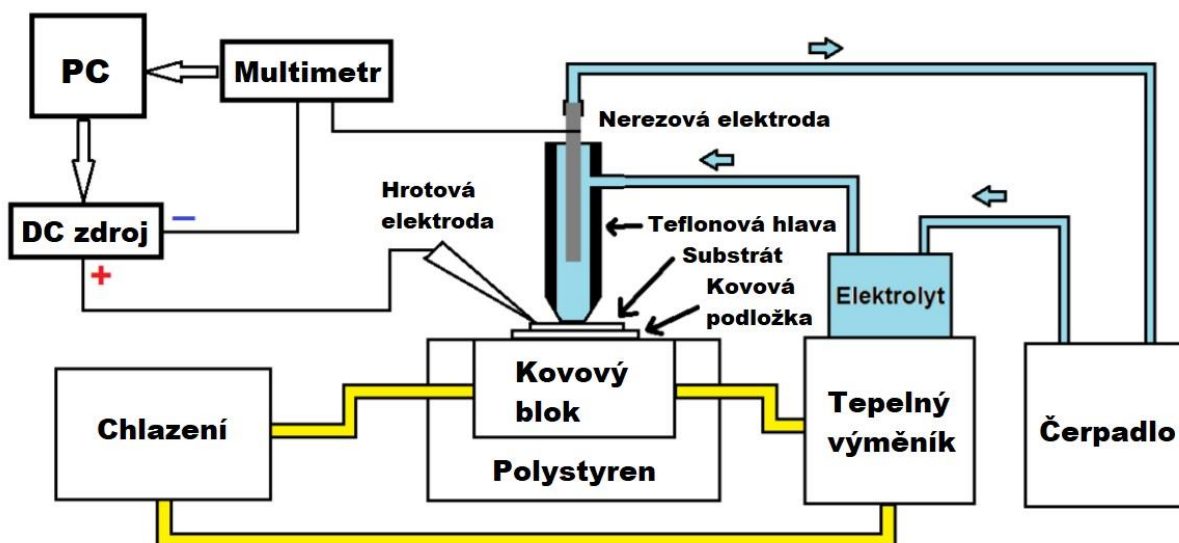 PC
Multimetr
Nerezová elektroda
Hrotová
elektroda
DC zdroj
−
+
Teflonová hlava
Substrát
Kovová
podložka
Elektrolyt
Kovový
blok
Chlazení
Tepelný
výměník
Čerpadlo
Polystyren